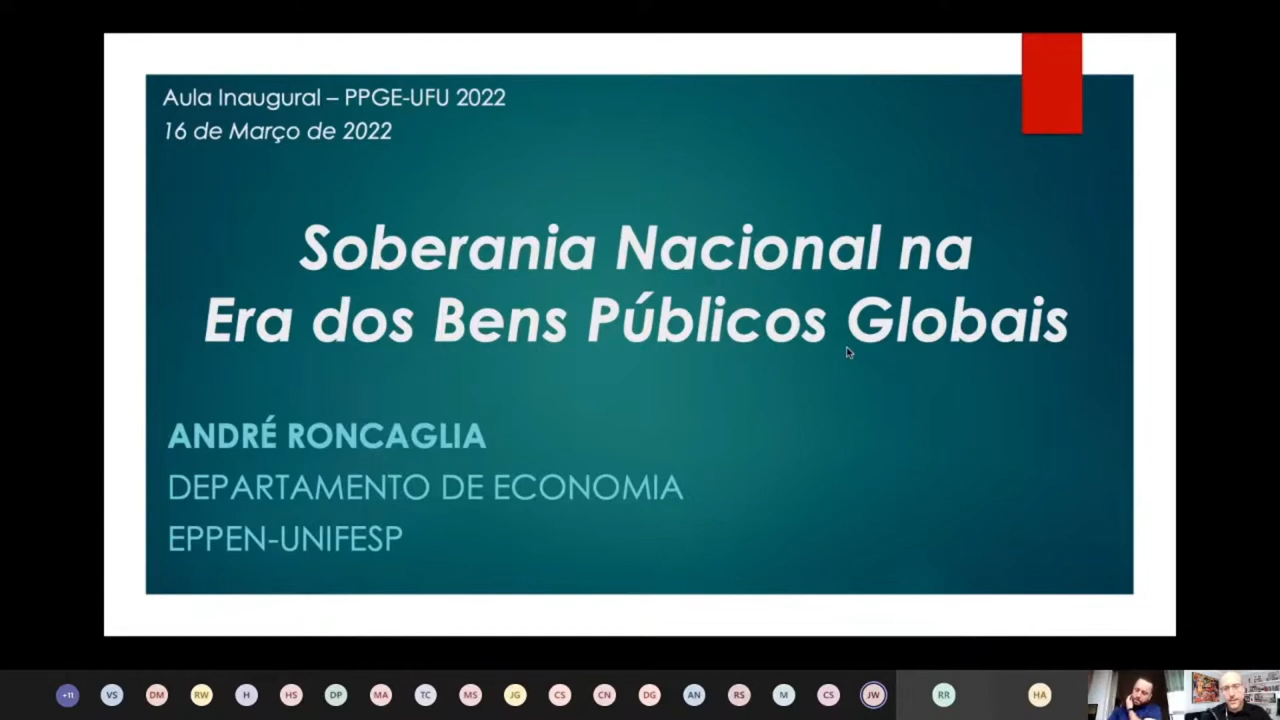 Aula Inaugural – PPGE-UFU 2022
16 de Março de 2022
Soberania Nacional na
Era dos Bens Públicos Globais
ANDRÉ RONCAGLIA
DEPARTAMENTO DE ECONOMIA
EPPEN-UNIFESP
+11 VS DM RW H HS DP MA TC MS JG CS CN DG AN RS M CS JW RR HA